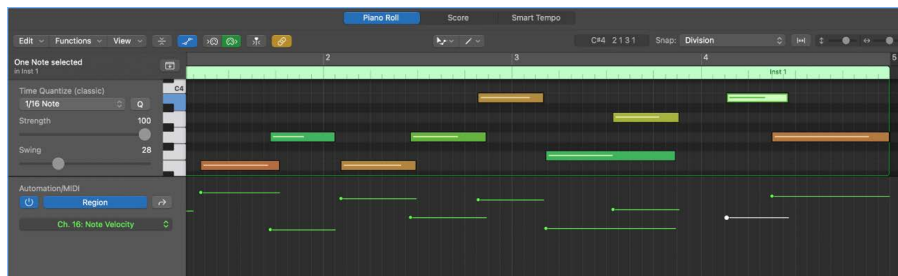 Piano Roll Score Smart Tempo
Edit Functions View C#4 2 1 3 1 Snap: Division
One Note selected
in Inst 1
2 3 4 5
Inst 1
C4
Time Quantize (classic)
1/16 Note Q
Strength 100
Swing 28
Automation/MIDI
Region
Ch. 16: Note Velocity